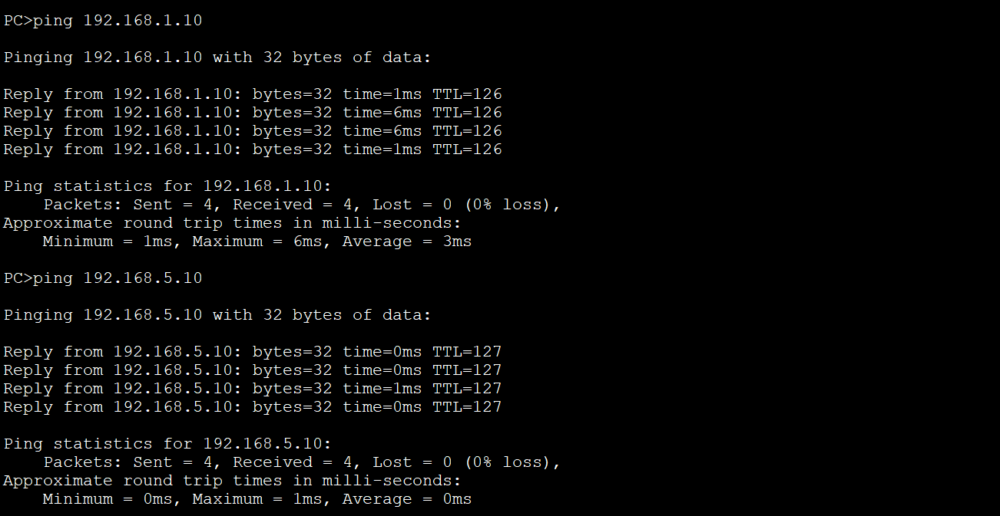 PC>ping 192.168.1.10
Pinging 192.168.1.10 with 32 bytes of data:
Reply from 192.168.1.10: bytes=32 time=1ms TTL=126
Reply from 192.168.1.10: bytes=32 time=6ms TTL=126
Reply from 192.168.1.10: bytes=32 time=6ms TTL=126
Reply from 192.168.1.10: bytes=32 time=1ms TTL=126
Ping statistics for 192.168.1.10:
    Packets: Sent = 4, Received = 4, Lost = 0 (0% loss),
Approximate round trip times in milli-seconds:
    Minimum = 1ms, Maximum = 6ms, Average = 3ms
PC>ping 192.168.5.10
Pinging 192.168.5.10 with 32 bytes of data:
Reply from 192.168.5.10: bytes=32 time=0ms TTL=127
Reply from 192.168.5.10: bytes=32 time=0ms TTL=127
Reply from 192.168.5.10: bytes=32 time=1ms TTL=127
Reply from 192.168.5.10: bytes=32 time=0ms TTL=127
Ping statistics for 192.168.5.10:
    Packets: Sent = 4, Received = 4, Lost = 0 (0% loss),
Approximate round trip times in milli-seconds:
    Minimum = 0ms, Maximum = 1ms, Average = 0ms